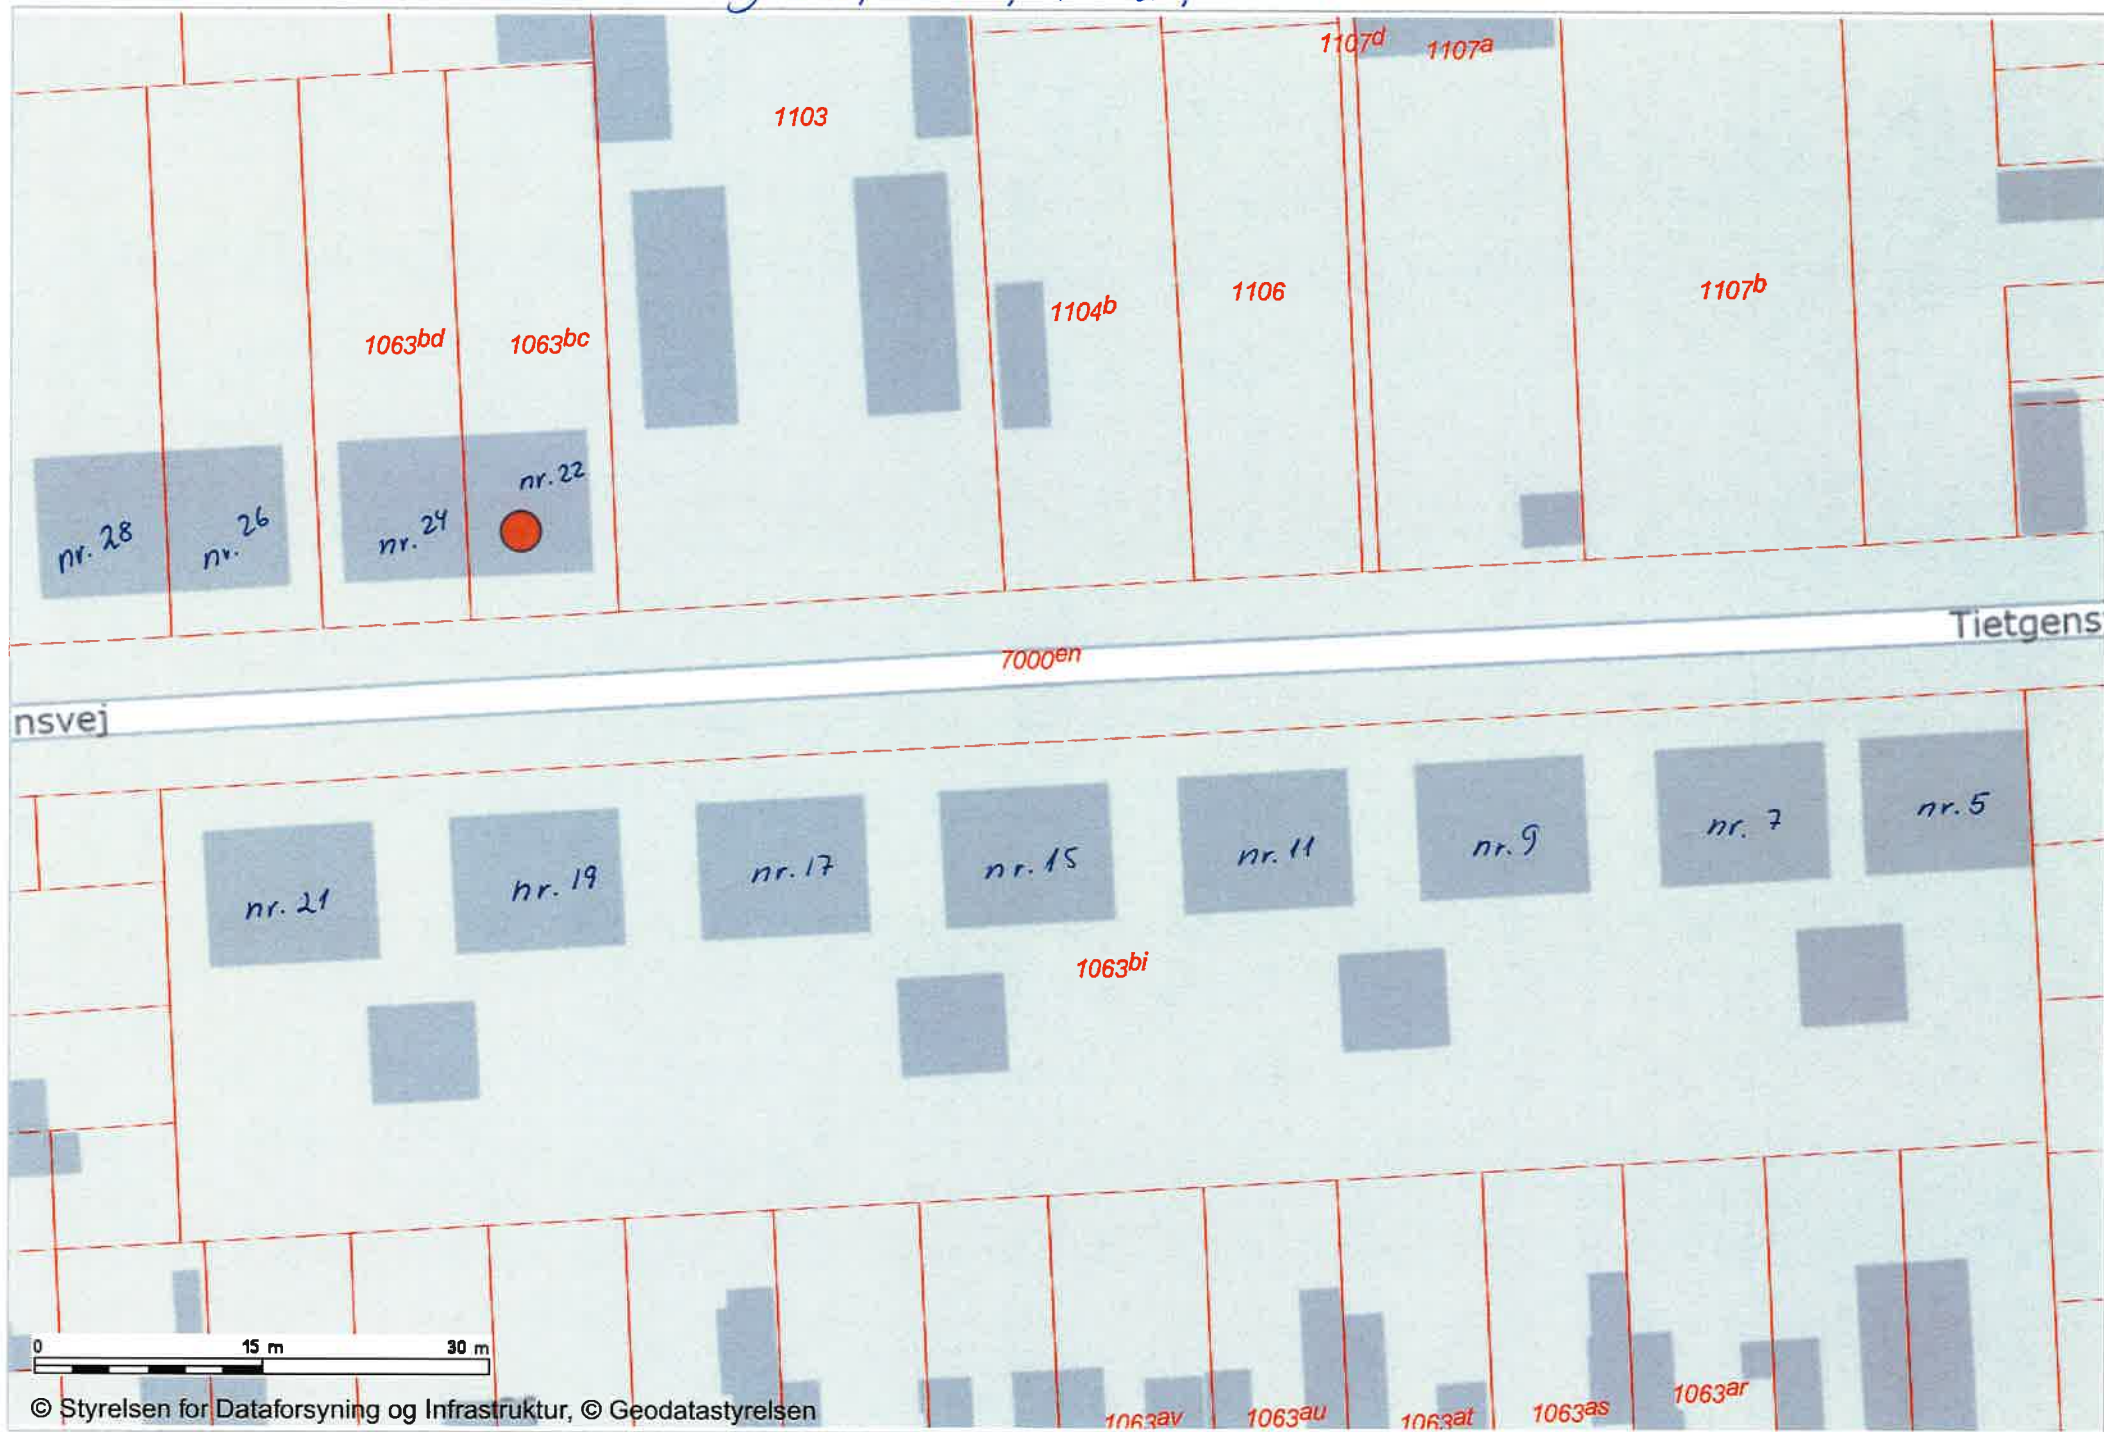 1107d 1107a
1103
1104b
1106
1107b
1063bd 1063bc
nr. 22
nr. 28
nr. 26
nr. 24
Tietgens
7000en
nsvej
nr. 21
nr. 19
nr. 17
nr. 15
nr. 11
nr. 9
nr. 7
nr. 5
1063bi
0 15 m 30 m
© Styrelsen for Dataforsyning og Infrastruktur, © Geodatastyrelsen
1063av 1063au 1063at 1063as 1063ar